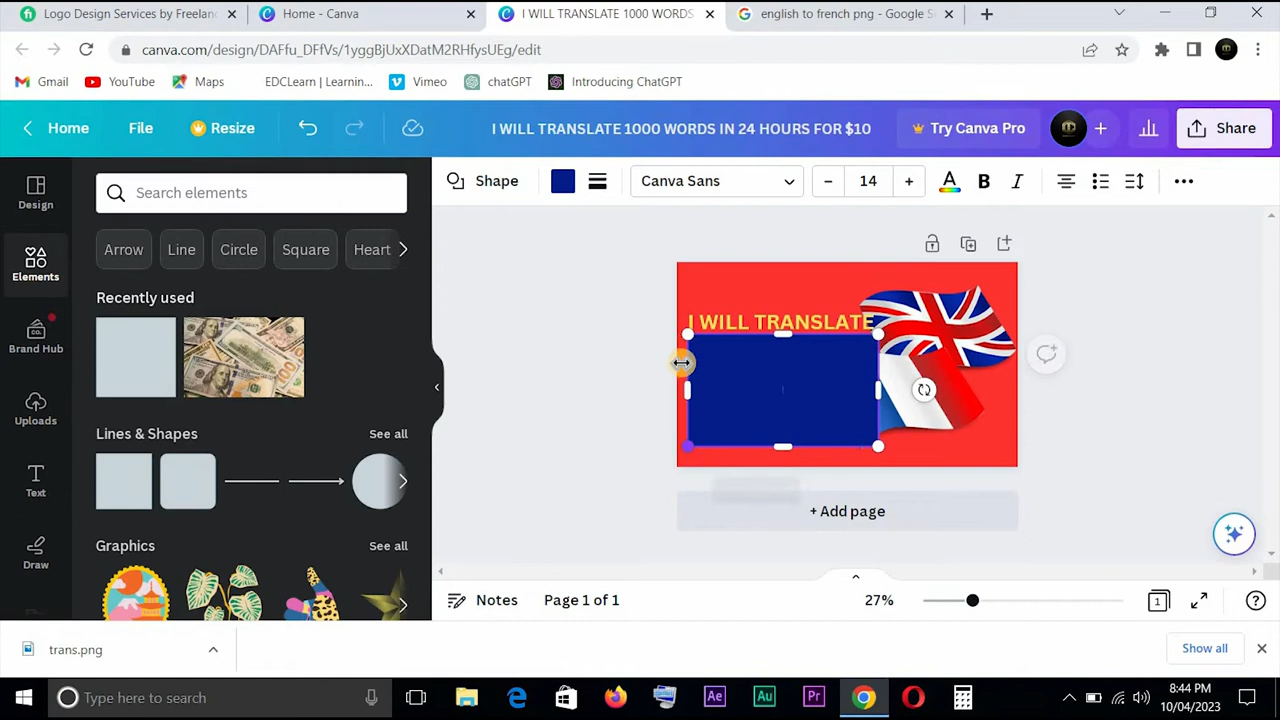 Logo Design Services by Freelan
Home - Canva
I WILL TRANSLATE 1000 WORDS
english to french png - Google S
canva.com/design/DAFfu_DFfVs/1yggBjUxXDatM2RHfysUEg/edit
Gmail
YouTube
Maps
EDCLearn | Learnin...
Vimeo
chatGPT
Introducing ChatGPT
Home
File
Resize
I WILL TRANSLATE 1000 WORDS IN 24 HOURS FOR $10
Try Canva Pro
Share
Design
Elements
Brand Hub
Uploads
Text
Draw
Search elements
Arrow
Line
Circle
Square
Heart
Recently used
Lines & Shapes
See all
Graphics
See all
Shape
Canva Sans
14
A
B
I
I WILL TRANSLATE
+ Add page
Notes
Page 1 of 1
27%
1
trans.png
Show all
Type here to search
Ae
Au
Pr
8:44 PM
10/04/2023